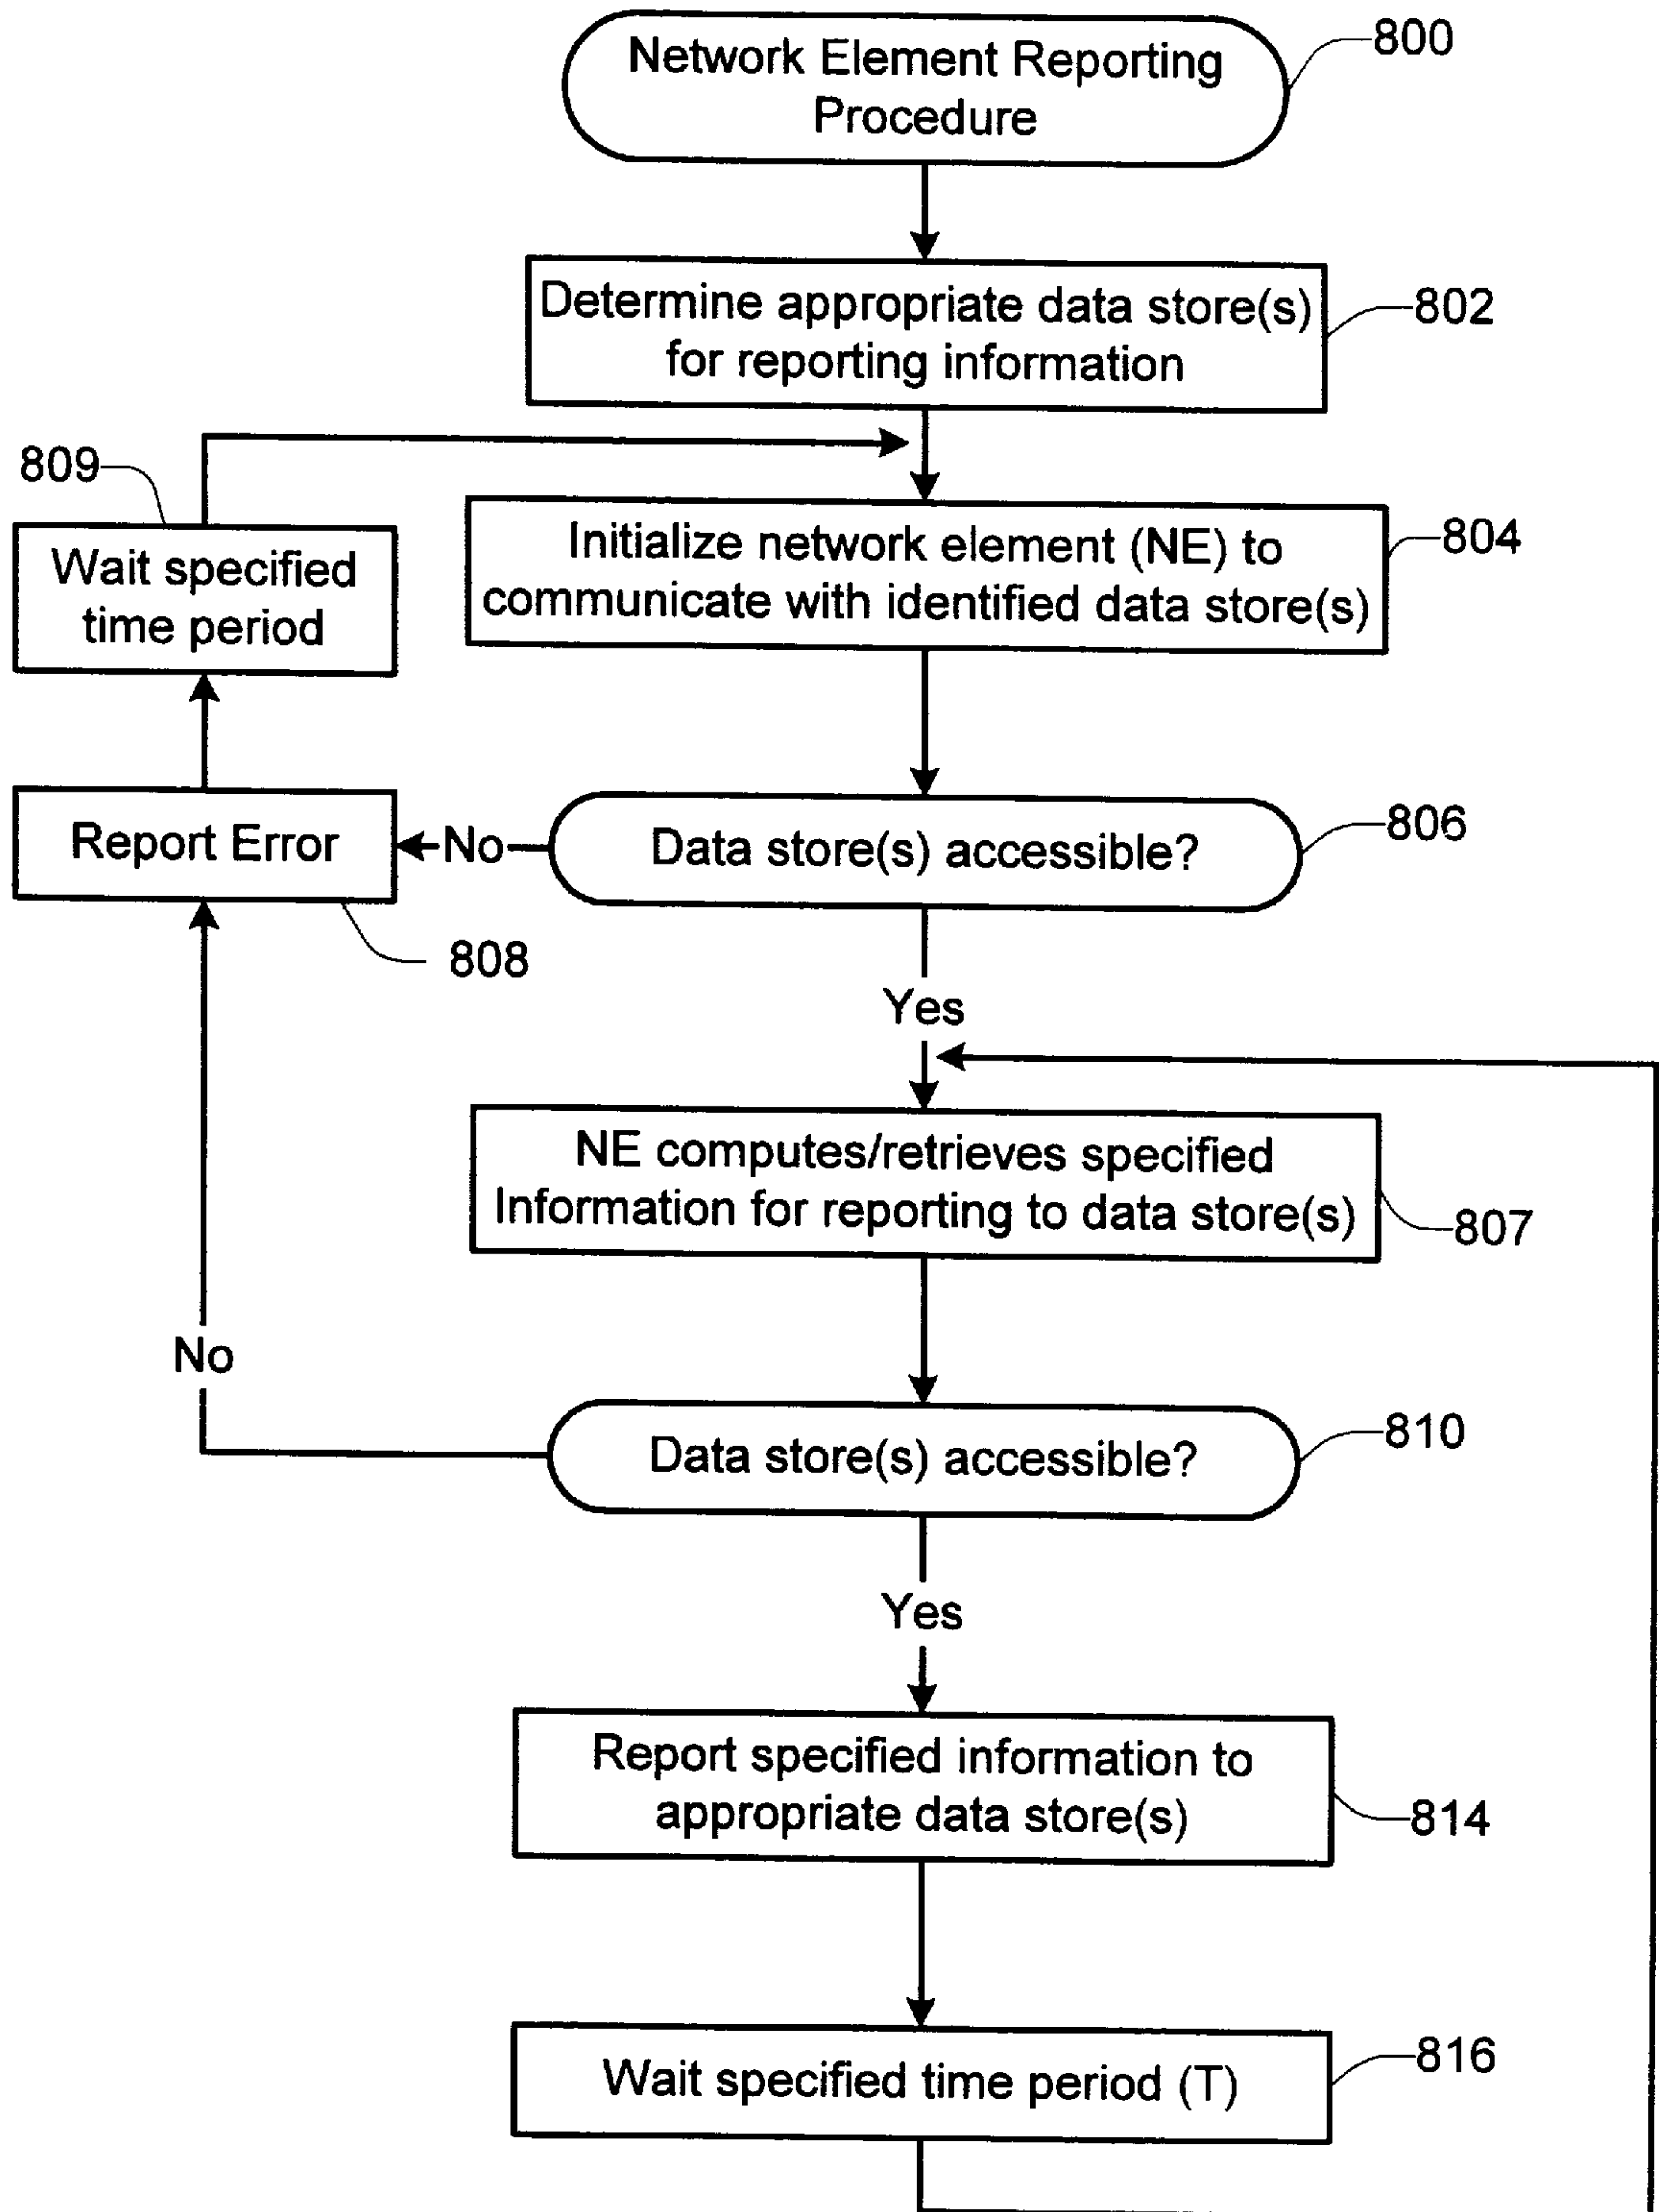 Network Element Reporting
Procedure
800
Determine appropriate data store(s)
for reporting information
802
809
Wait specified
time period
Initialize network element (NE) to
communicate with identified data store(s)
804
Report Error
No
Data store(s) accessible?
806
808
Yes
NE computes/retrieves specified
Information for reporting to data store(s)
807
No
Data store(s) accessible?
810
Yes
Report specified information to
appropriate data store(s)
814
Wait specified time period (T)
816